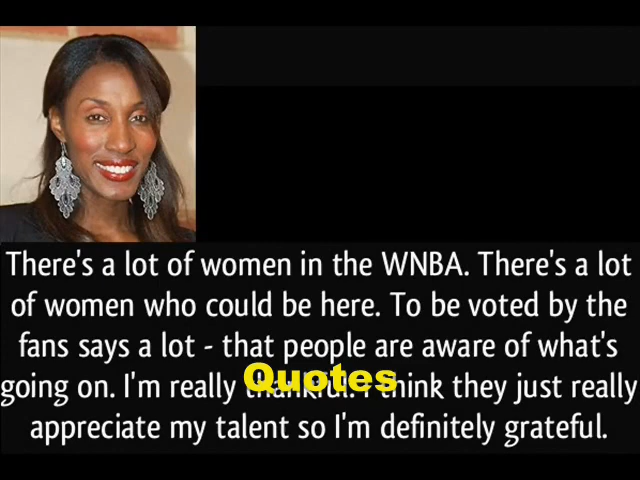 There's a lot of women in the WNBA. There's a lot
of women who could be here. To be voted by the
fans says a lot - that people are aware of what's
going on. I'm really thankful. I think they just really
Quotes
appreciate my talent so I'm definitely grateful.